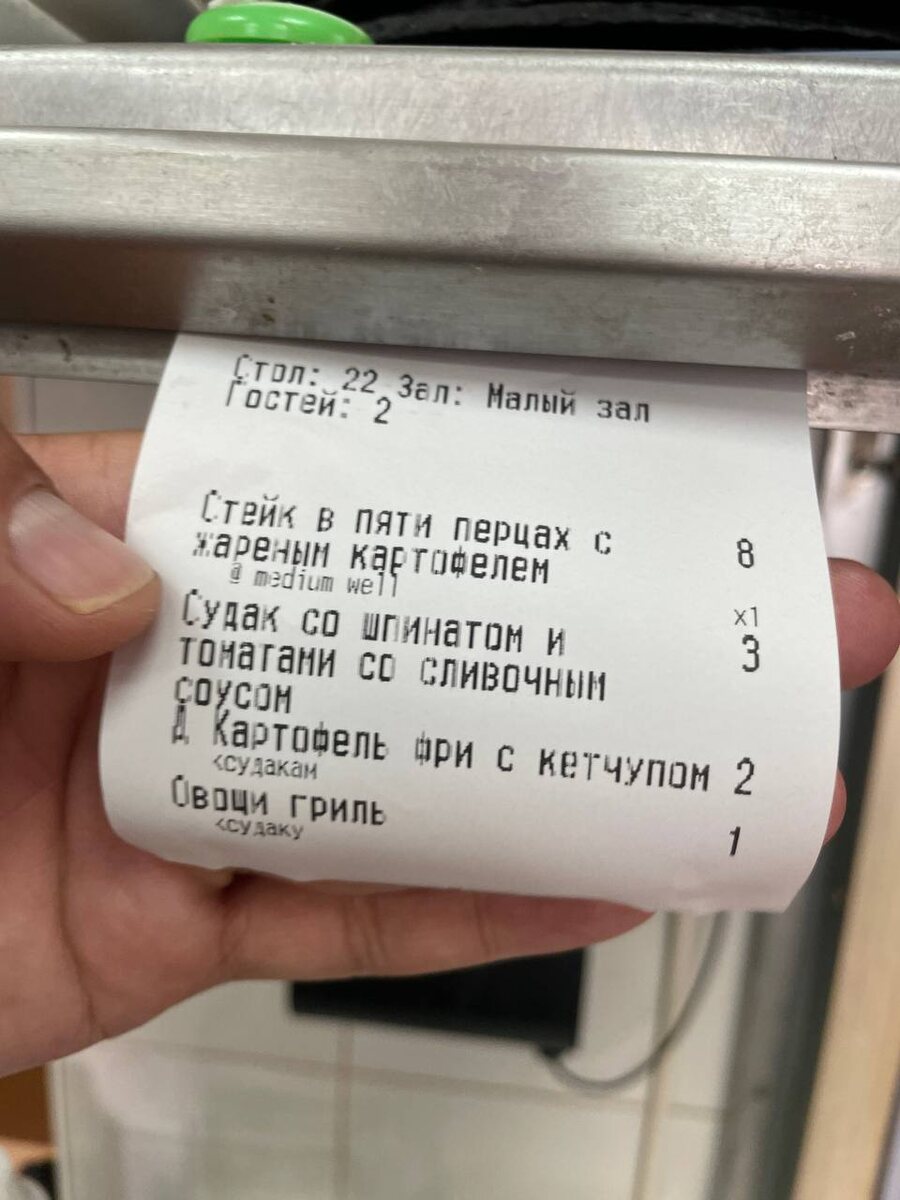 Стол: 22 Зал: Малый зал
Гостей: 2
Стейк в пяти перцах с
жареным картофелем 8
@ medium well x1
Судак со шпинатом и 3
томатами со сливочным
соусом
Д Картофель фри с кетчупом 2
<судакам
Овощи гриль 1
<судаку